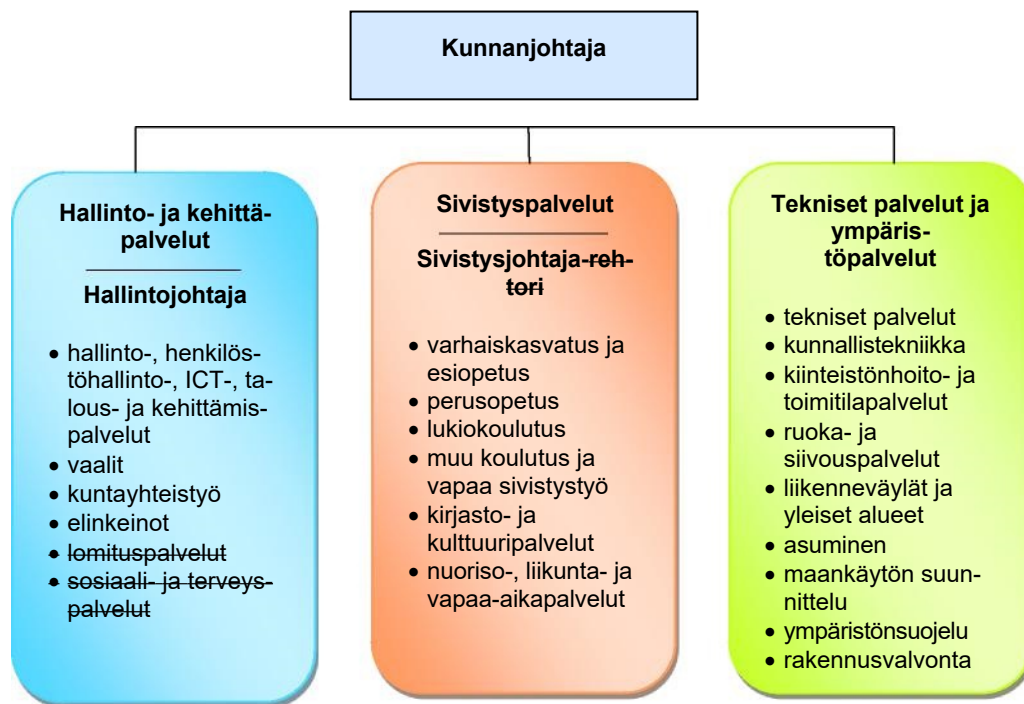 Kunnanjohtaja
Hallinto- ja kehittä-
palvelut
Hallintojohtaja
• hallinto-, henkilös-
töhallinto-, ICT-, ta-
lous- ja kehittämis-
palvelut
• vaalit
• kuntayhteistyö
• elinkeinot
• lomituspalvelut
• sosiaali- ja terveys-
palvelut
Sivistyspalvelut
Sivistysjohtaja-reh-
tori
• varhaiskasvatus ja
esiopetus
• perusopetus
• lukiokoulutus
• muu koulutus ja
vapaa sivistystyö
• kirjasto- ja
kulttuuripalvelut
• nuoriso-, liikunta- ja
vapaa-aikapalvelut
Tekniset palvelut ja
ympäris-
töpalvelut
• tekniset palvelut
• kunnallistekniikka
• kiinteistönhoito- ja
toimitilapalvelut
• ruoka- ja
siivouspalvelut
• liikenneväylät ja
yleiset alueet
• asuminen
• maankäytön suun-
nittelu
• ympäristönsuojelu
• rakennusvalvonta